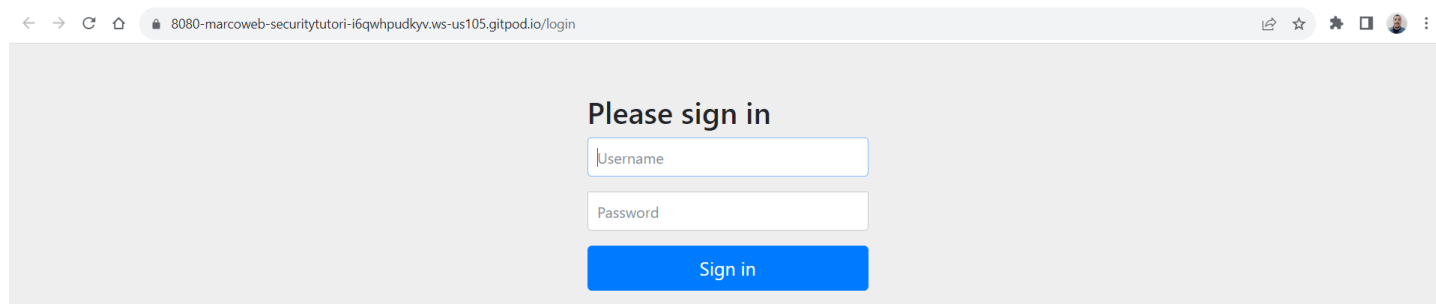 8080-marcoweb-securitytutori-i6qwhpudkyv.ws-us105.gitpod.io/login
Please sign in
Username
Password
Sign in